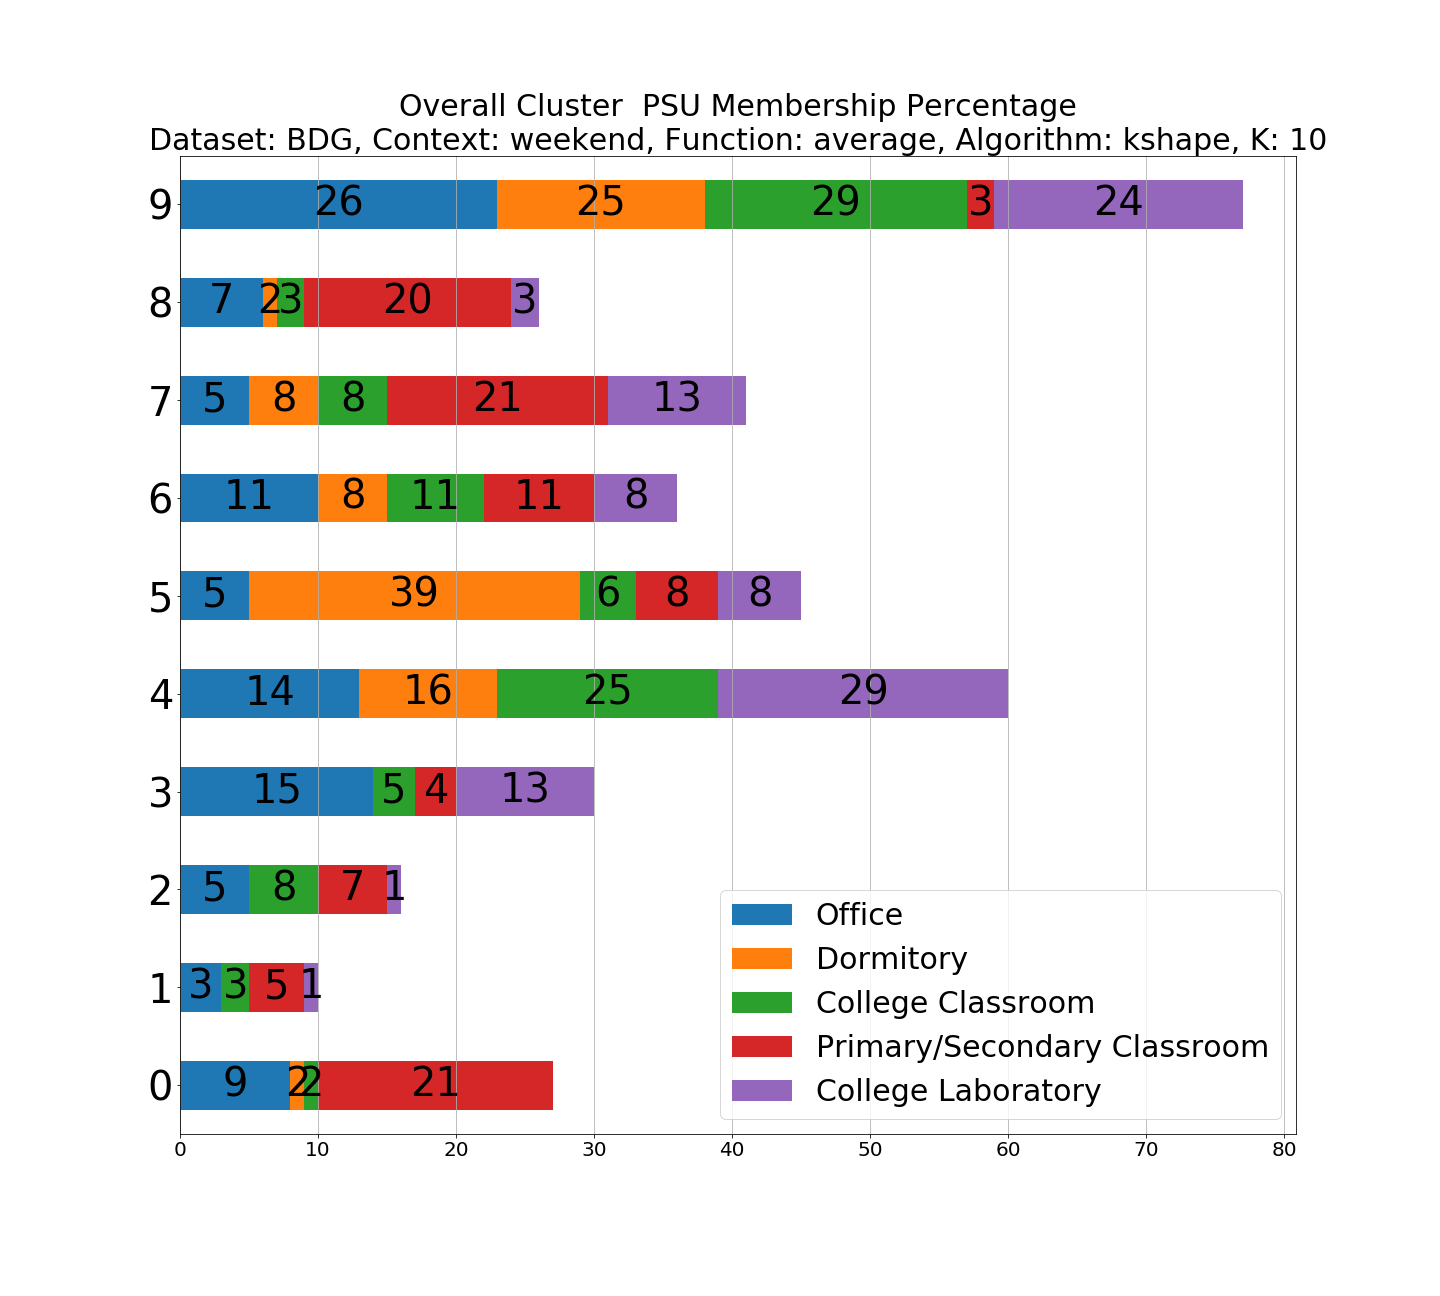 Overall Cluster  PSU Membership Percentage
Dataset: BDG, Context: weekend, Function: average, Algorithm: kshape, K: 10
9 26 25 29 3 24
8 7 2 3 20 3
7 5 8 8 21 13
6 11 8 11 11 8
5 5 39 6 8 8
4 14 16 25 29
3 15 5 4 13
2 5 8 7 1
1 3 3 5 1
0 9 2 2 21
Office
Dormitory
College Classroom
Primary/Secondary Classroom
College Laboratory
0 10 20 30 40 50 60 70 80